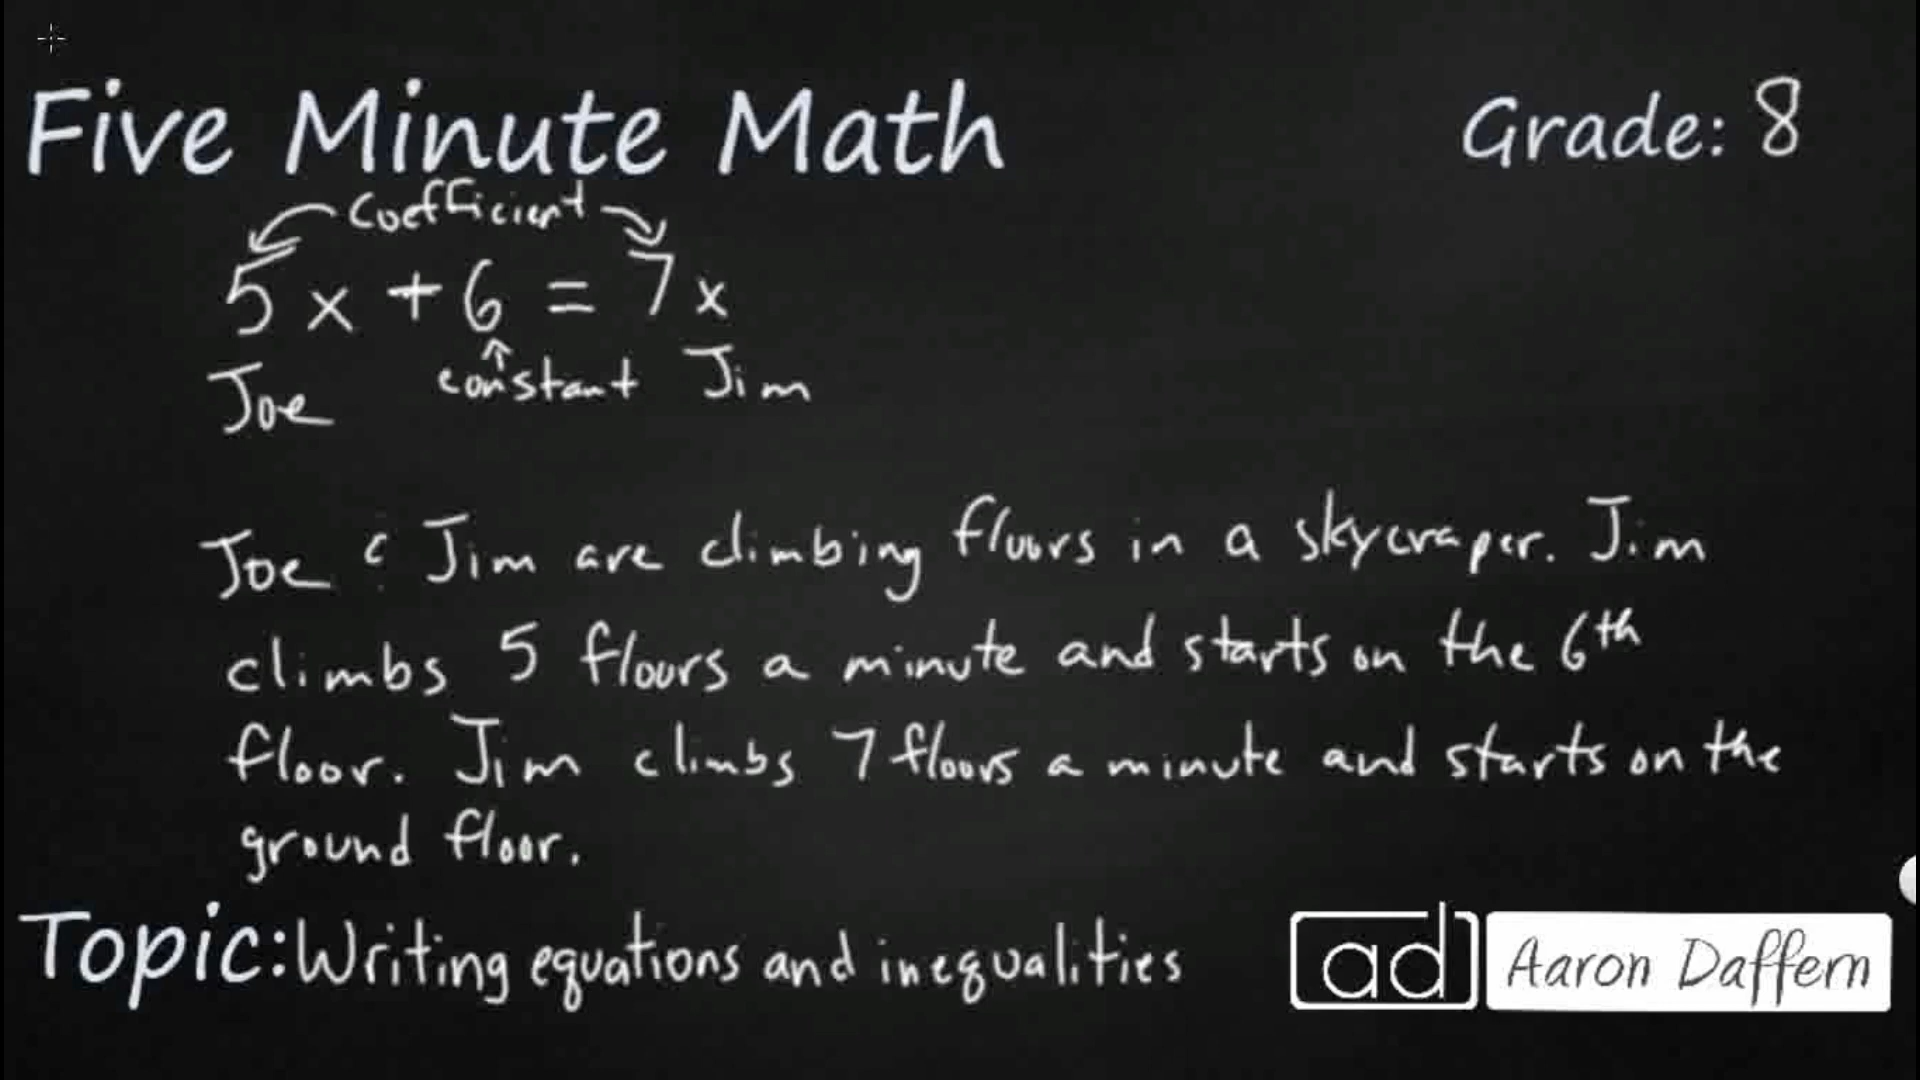 Five Minute Math
Grade: 8
Coefficient
5x + 6 = 7x
Joe constant Jim
Joe & Jim are climbing floors in a skycraper. Jim
climbs 5 floors a minute and starts on the 6th
floor. Jim climbs 7 floors a minute and starts on the
ground floor.
Topic: Writing equations and inequalities
ad Aaron Daffern